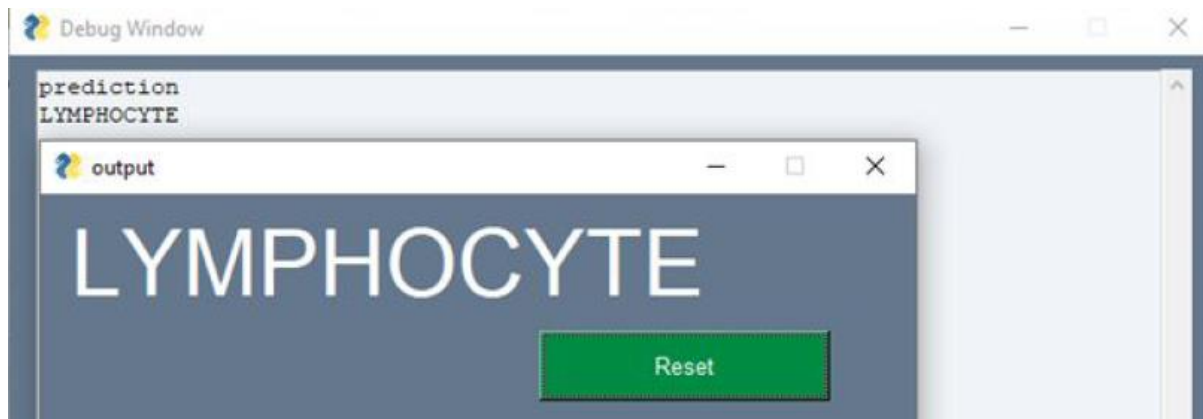 Debug Window
prediction
LYMPHOCYTE
output
LYMPHOCYTE
Reset